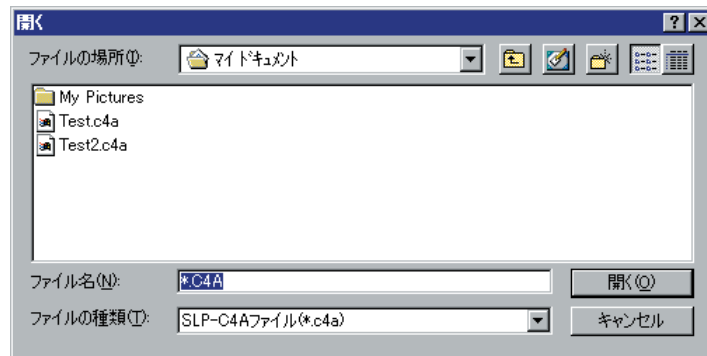 開く
ファイルの場所(I):
マイ ドキュメント
My Pictures
Test.c4a
Test2.c4a
ファイル名(N):
*.C4A
開く(O)
ファイルの種類(T):
SLP-C4Aファイル(*.c4a)
キャンセル